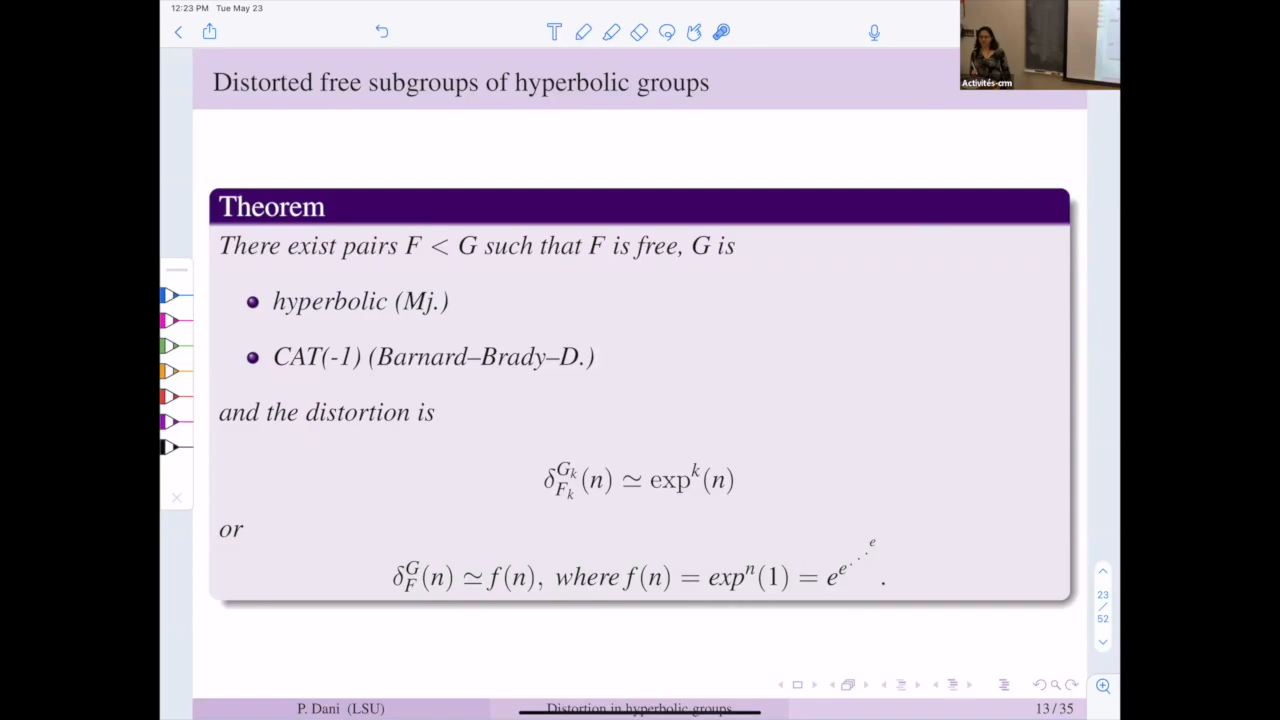 12:23 PM Tue May 23
Activités-crm
Distorted free subgroups of hyperbolic groups
Theorem
There exist pairs F < G such that F is free, G is
hyperbolic (Mj.)
CAT(-1) (Barnard–Brady–D.)
and the distortion is
δ_{F_k}^{G_k}(n) ≃ exp^k(n)
or
δ_F^G(n) ≃ f(n), where f(n) = exp^n(1) = e^{e^{⋰^e}}.
23
/
52
P. Dani (LSU) Distortion in hyperbolic groups 13 / 35